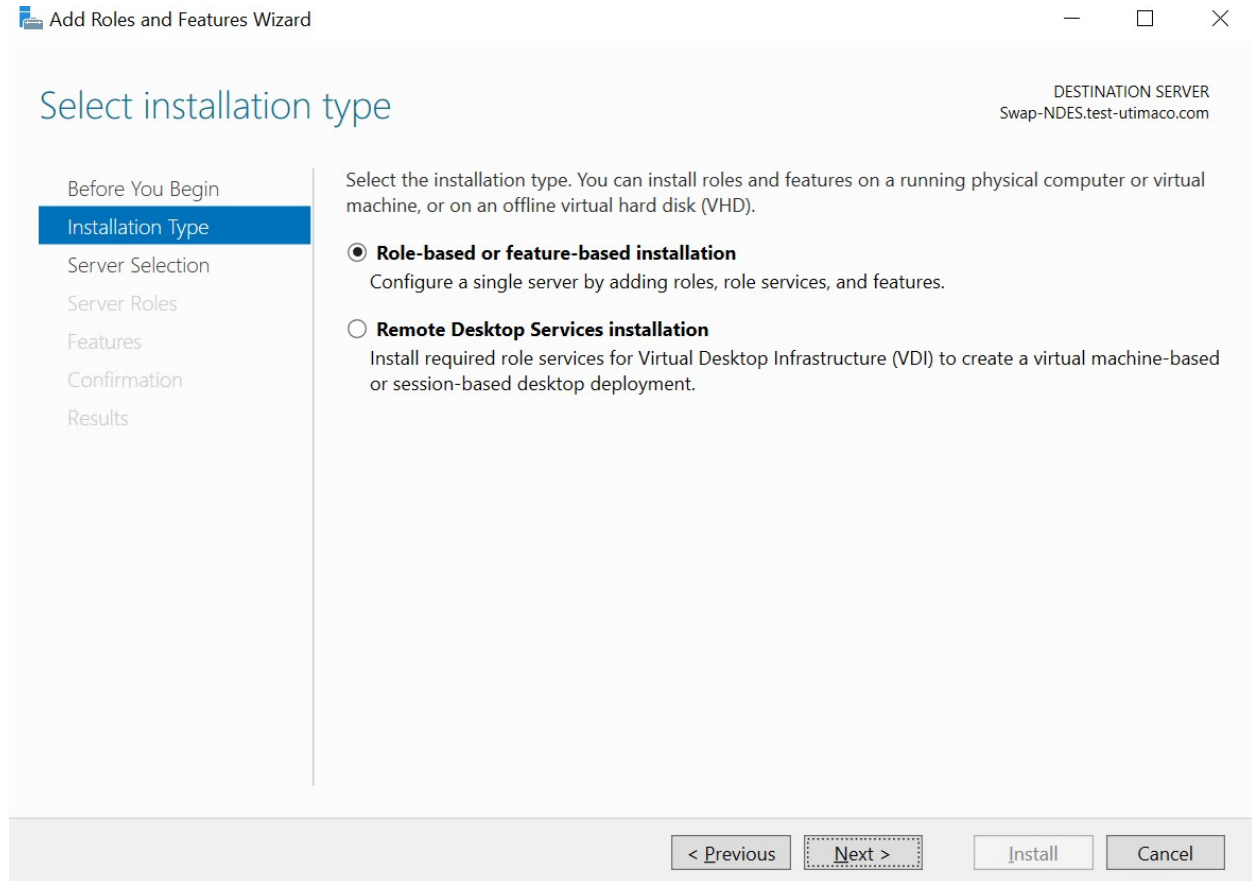 Add Roles and Features Wizard
Select installation type
DESTINATION SERVER
Swap-NDES.test-utimaco.com
Before You Begin
Installation Type
Server Selection
Server Roles
Features
Confirmation
Results
Select the installation type. You can install roles and features on a running physical computer or virtual
machine, or on an offline virtual hard disk (VHD).
Role-based or feature-based installation
Configure a single server by adding roles, role services, and features.
Remote Desktop Services installation
Install required role services for Virtual Desktop Infrastructure (VDI) to create a virtual machine-based
or session-based desktop deployment.
< Previous
Next >
Install
Cancel